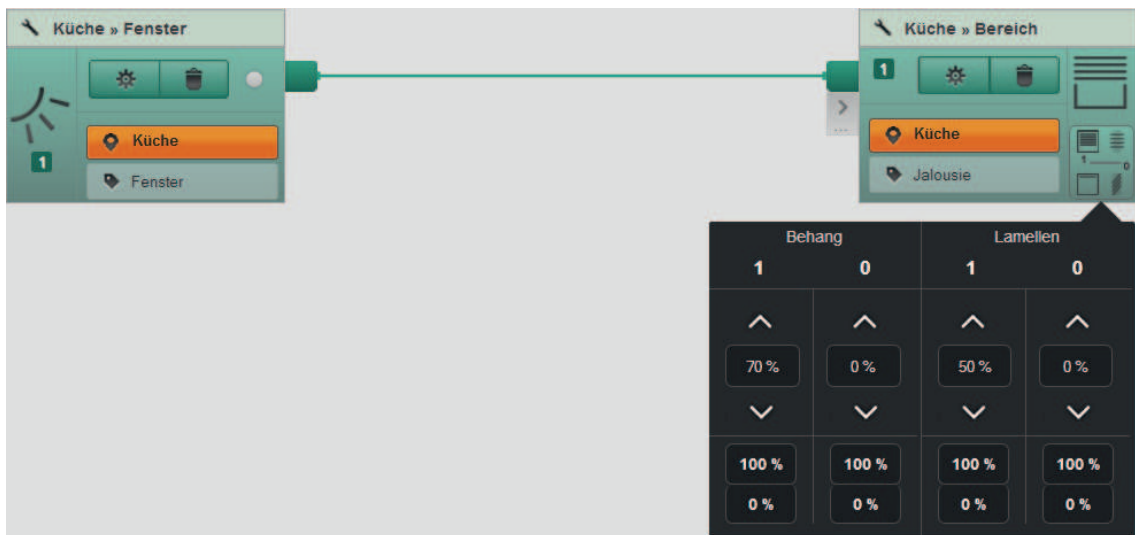 Küche » Fenster
1
Küche
Fenster
Küche » Bereich
1
...
Küche
Jalousie
1 0
Behang Lamellen
1 0 1 0
70 % 0 % 50 % 0 %
100 % 100 % 100 % 100 %
0 % 0 % 0 % 0 %